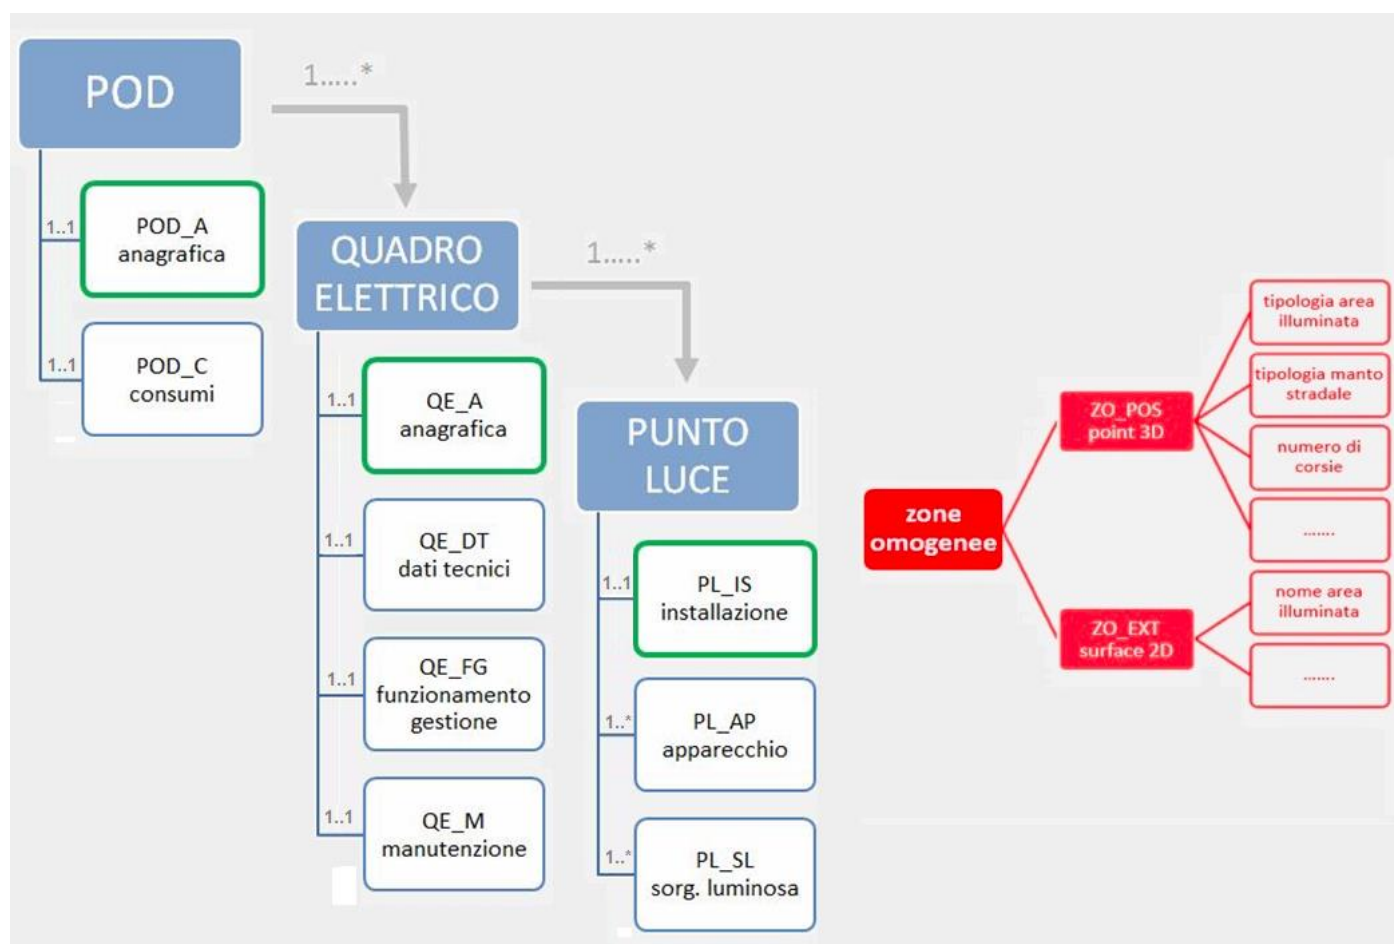 POD
1.....*
1..1
POD_A
anagrafica
1..1
POD_C
consumi
QUADRO
ELETTRICO
1.....*
1..1
QE_A
anagrafica
1..1
QE_DT
dati tecnici
1..1
QE_FG
funzionamento
gestione
1..1
QE_M
manutenzione
PUNTO
LUCE
1..1
PL_IS
installazione
1..*
PL_AP
apparecchio
1..*
PL_SL
sorg. luminosa
zone
omogenee
ZO_POS
point 3D
tipologia area
illuminata
tipologia manto
stradale
numero di
corsie
.......
ZO_EXT
surface 2D
nome area
illuminata
.......